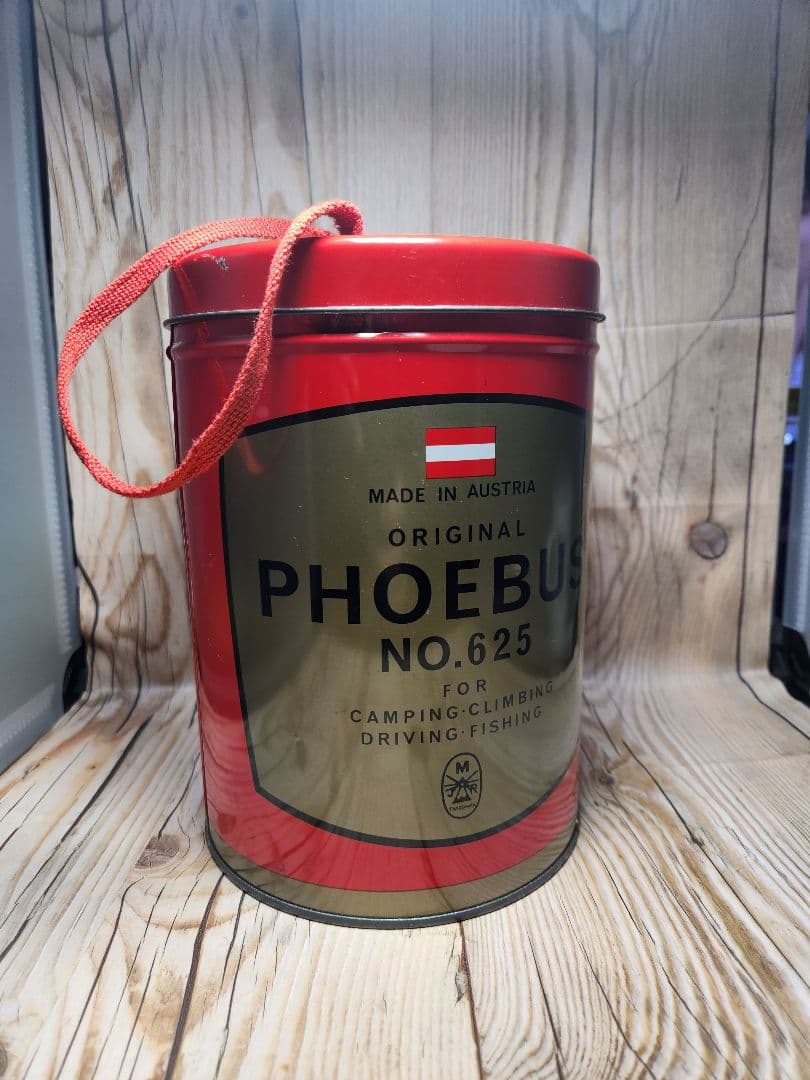 MADE IN AUSTRIA
ORIGINAL
PHOEBUS
NO.625
FOR
CAMPING·CLIMBING
DRIVING·FISHING
M
J R